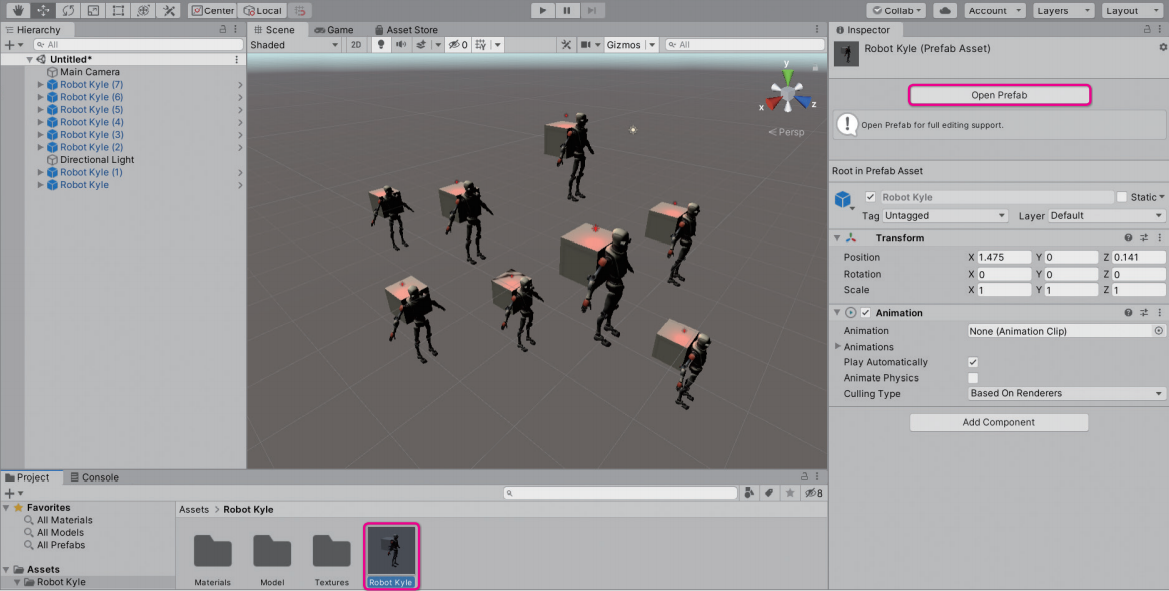 Center
Local
Collab
Account
Layers
Layout
Hierarchy
All
Untitled*
Main Camera
Robot Kyle (7)
Robot Kyle (6)
Robot Kyle (5)
Robot Kyle (4)
Robot Kyle (3)
Robot Kyle (2)
Directional Light
Robot Kyle (1)
Robot Kyle
Scene
Game
Asset Store
Shaded
2D
0
Gizmos
All
y
x
z
Persp
Inspector
Robot Kyle (Prefab Asset)
Open Prefab
Open Prefab for full editing support.
Root in Prefab Asset
Robot Kyle
Static
Tag Untagged
Layer Default
Transform
Position X 1.475 Y 0 Z 0.141
Rotation X 0 Y 0 Z 0
Scale X 1 Y 1 Z 1
Animation
Animation None (Animation Clip)
Animations
Play Automatically
Animate Physics
Culling Type Based On Renderers
Add Component
Project
Console
8
Favorites
All Materials
All Models
All Prefabs
Assets
Robot Kyle
Assets > Robot Kyle
Materials
Model
Textures
Robot Kyle